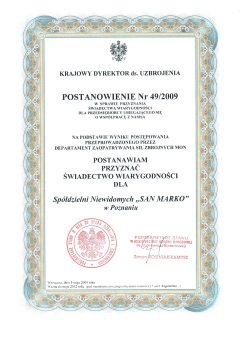 KRAJOWY DYREKTOR ds. UZBROJENIA
POSTANOWIENIE Nr 49/2009
W SPRAWIE PRZYZNANIA
ŚWIADECTWA WIARYGODNOŚCI
DLA PRZEDSIĘBIORCY UBIEGAJĄCEGO SIĘ
O WSPÓŁPRACĘ Z NAMSA
NA PODSTAWIE WYNIKU POSTĘPOWANIA
PRZEPROWADZONEGO PRZEZ
DEPARTAMENT ZAOPATRYWANIA SIŁ ZBROJNYCH MON
POSTANAWIAM
PRZYZNAĆ
ŚWIADECTWO WIARYGODNOŚCI
DLA
Spółdzielni Niewidomych „SAN MARKO”
w Poznaniu